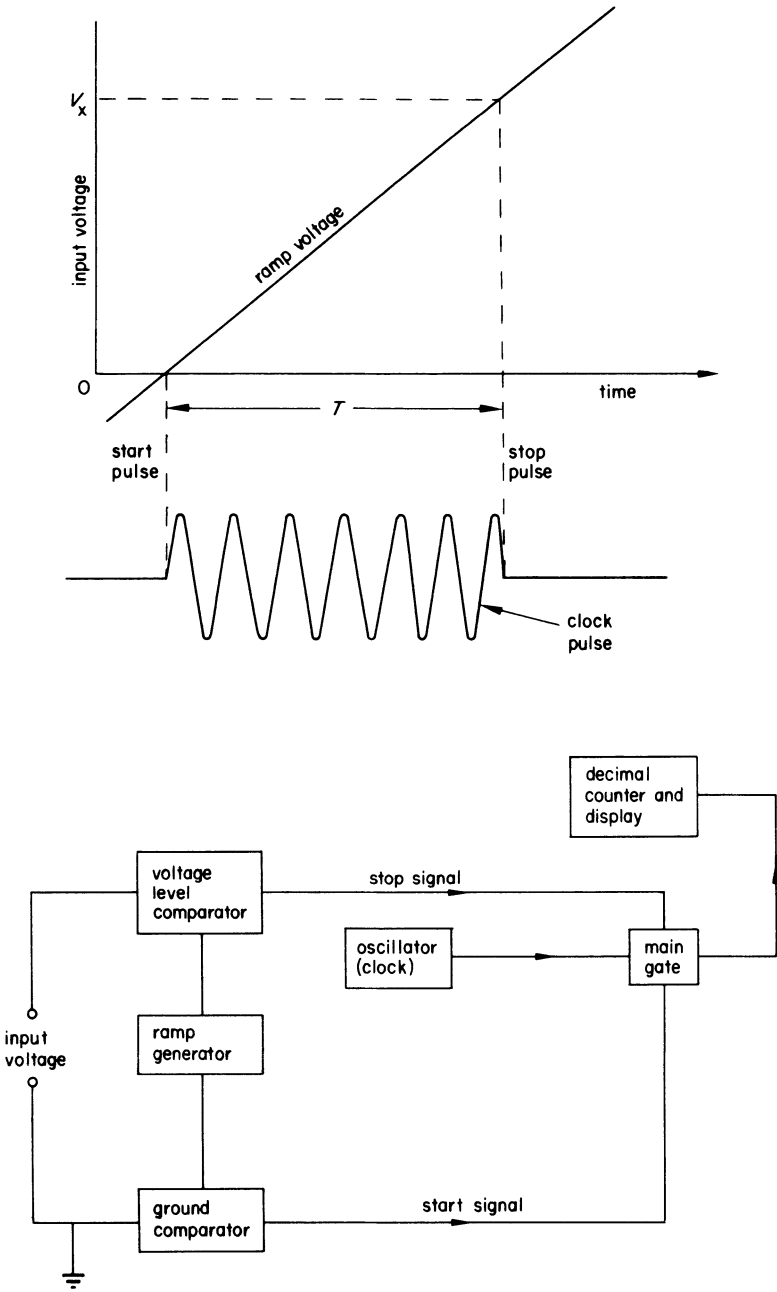 Vx
input voltage
ramp voltage
O
time
T
start
pulse
stop
pulse
clock
pulse
decimal
counter and
display
voltage
level
comparator
stop signal
oscillator
(clock)
main
gate
input
voltage
ramp
generator
ground
comparator
start signal